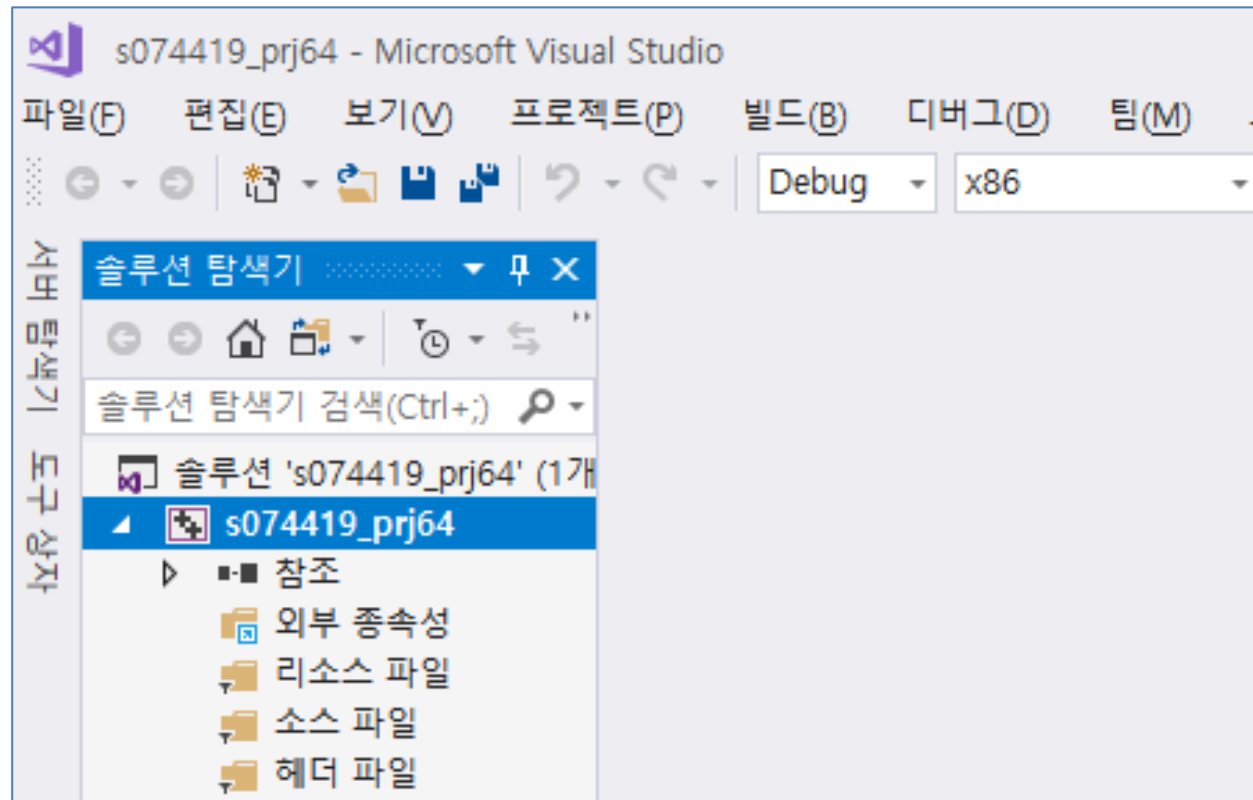 s074419_prj64 - Microsoft Visual Studio
파일(F) 편집(E) 보기(V) 프로젝트(P) 빌드(B) 디버그(D) 팀(M)
Debug x86
서버 탐색기
도구 상자
솔루션 탐색기
솔루션 탐색기 검색(Ctrl+;)
솔루션 's074419_prj64' (1개
s074419_prj64
참조
외부 종속성
리소스 파일
소스 파일
헤더 파일